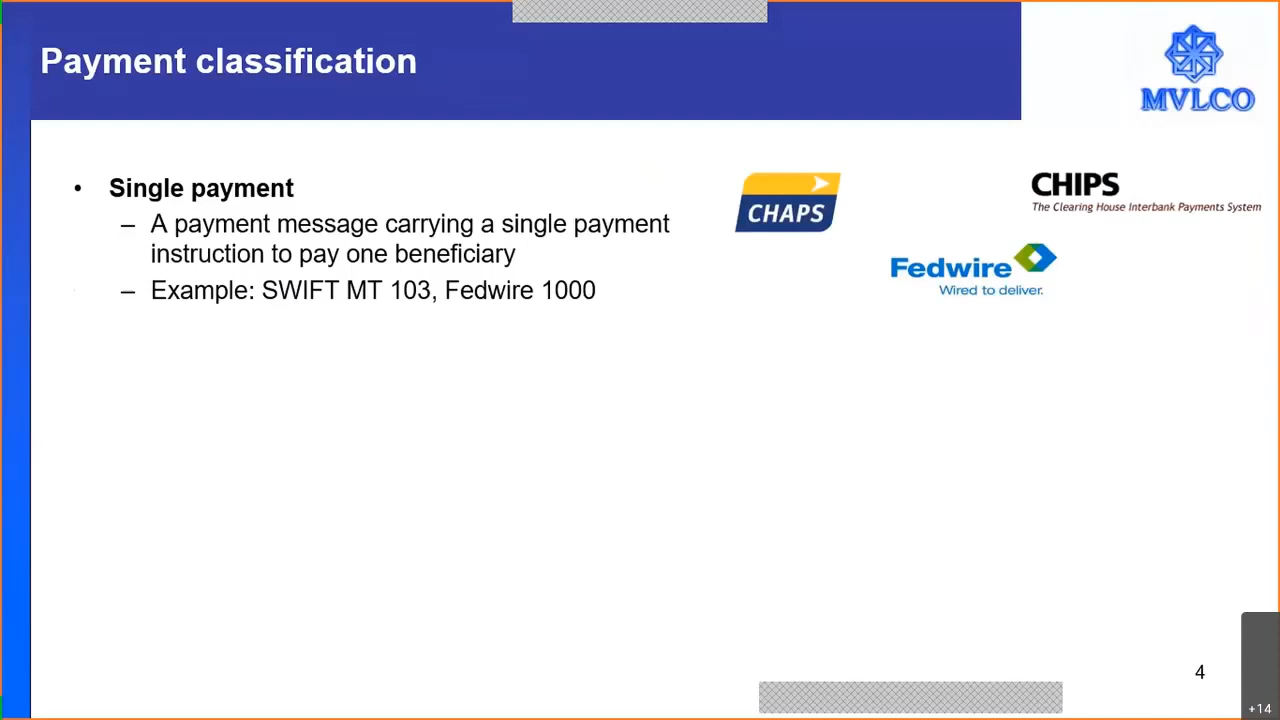 Payment classification
MVLCO
• Single payment
– A payment message carrying a single payment
instruction to pay one beneficiary
– Example: SWIFT MT 103, Fedwire 1000
CHAPS
CHIPS
The Clearing House Interbank Payments System
Fedwire
Wired to deliver.
4
+14